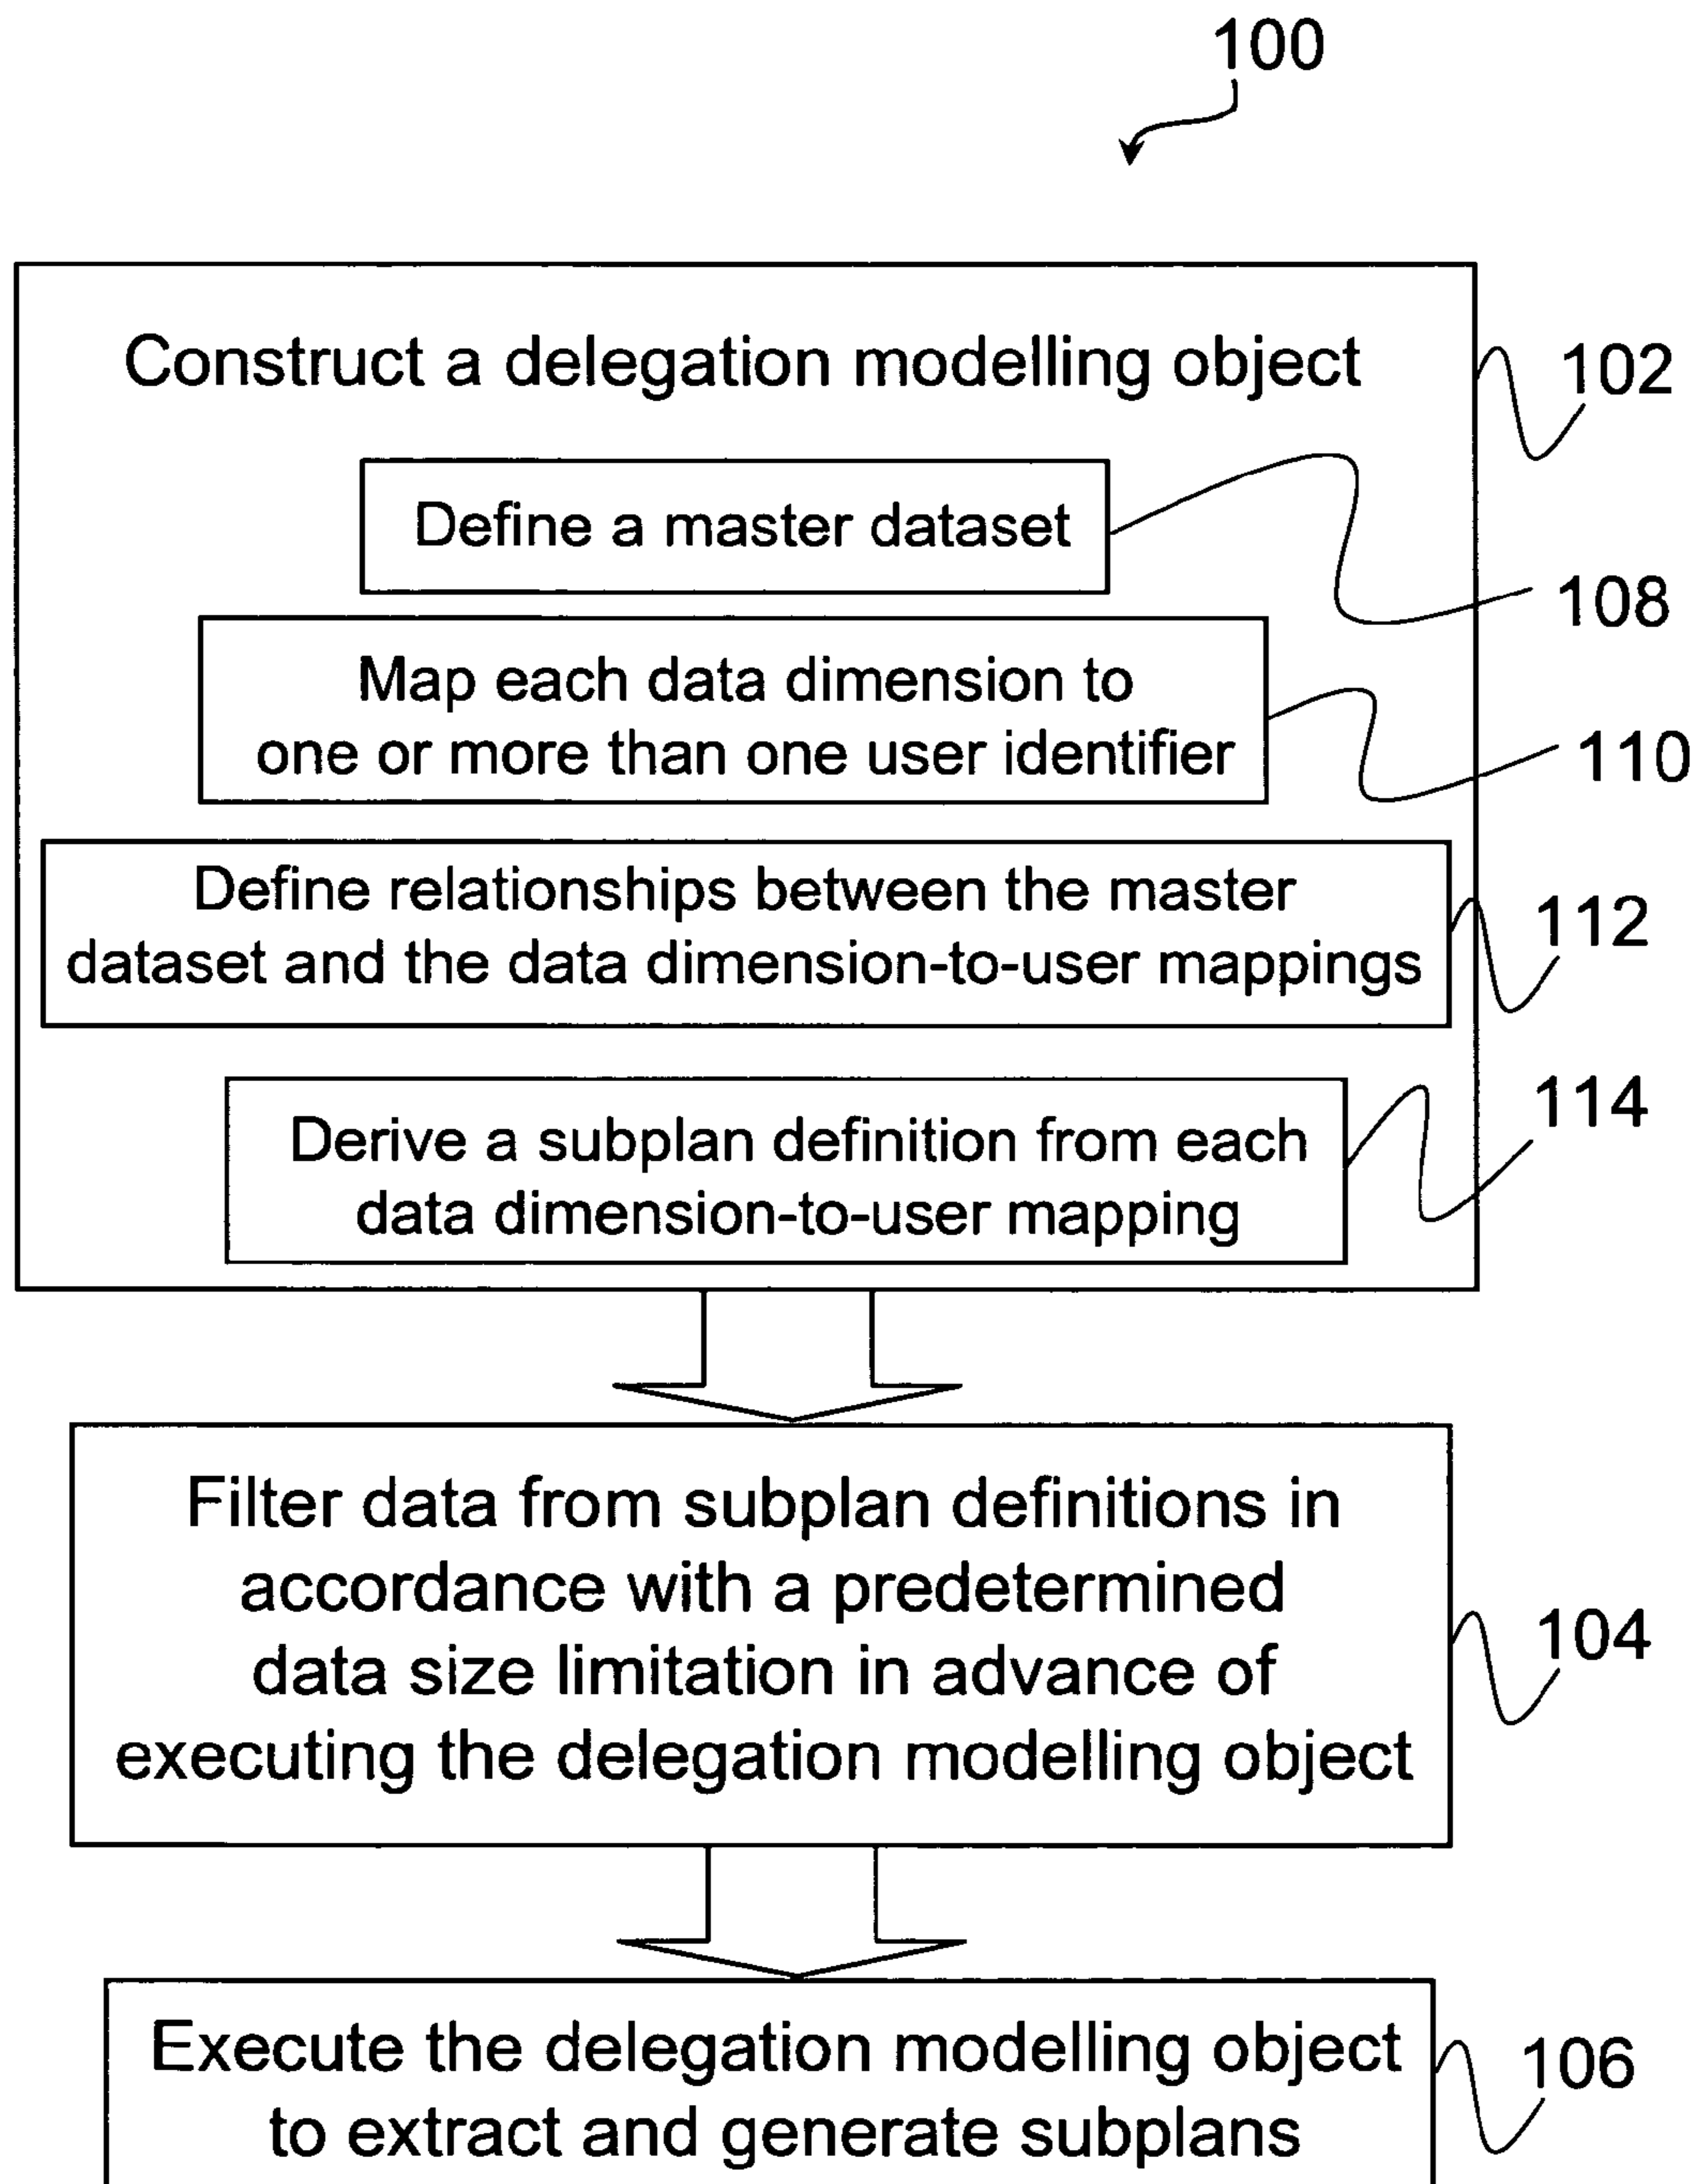 100
Construct a delegation modelling object
102
Define a master dataset
108
Map each data dimension to
one or more than one user identifier
110
Define relationships between the master
dataset and the data dimension-to-user mappings
112
Derive a subplan definition from each
data dimension-to-user mapping
114
Filter data from subplan definitions in
accordance with a predetermined
data size limitation in advance of
executing the delegation modelling object
104
Execute the delegation modelling object
to extract and generate subplans
106